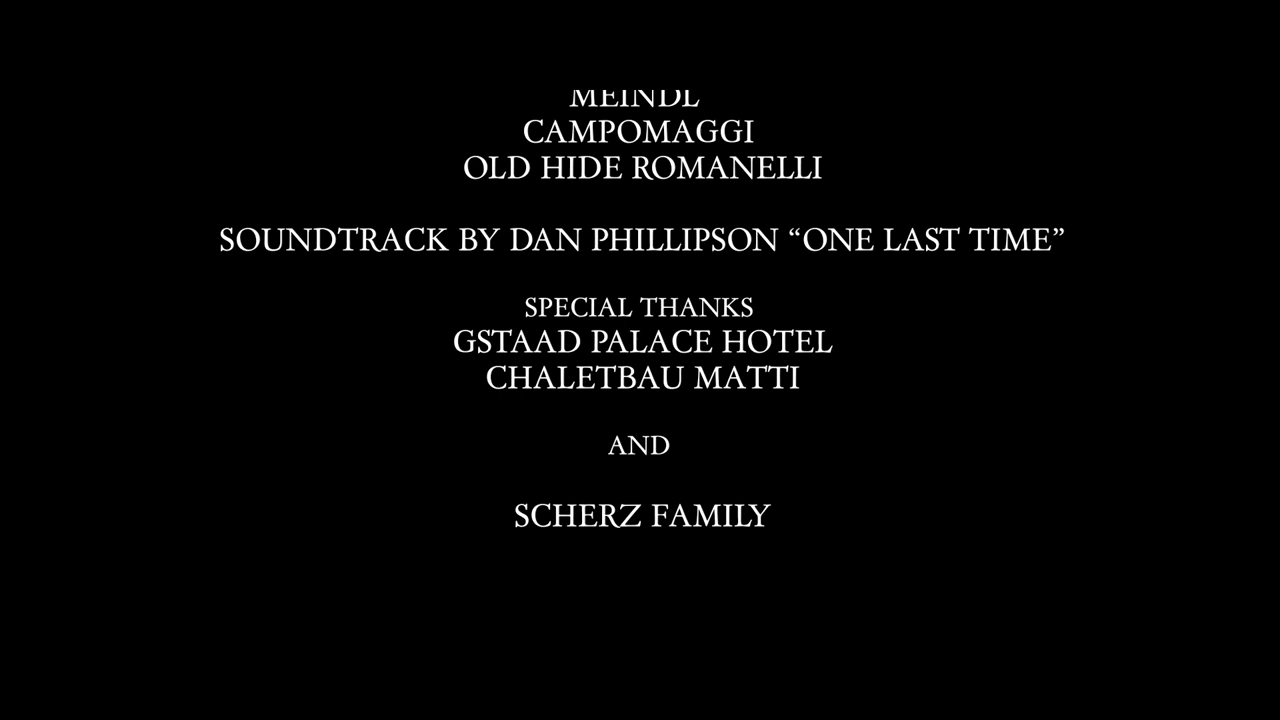 MEINDL
CAMPOMAGGI
OLD HIDE ROMANELLI
SOUNDTRACK BY DAN PHILLIPSON “ONE LAST TIME”
SPECIAL THANKS
GSTAAD PALACE HOTEL
CHALETBAU MATTI
AND
SCHERZ FAMILY